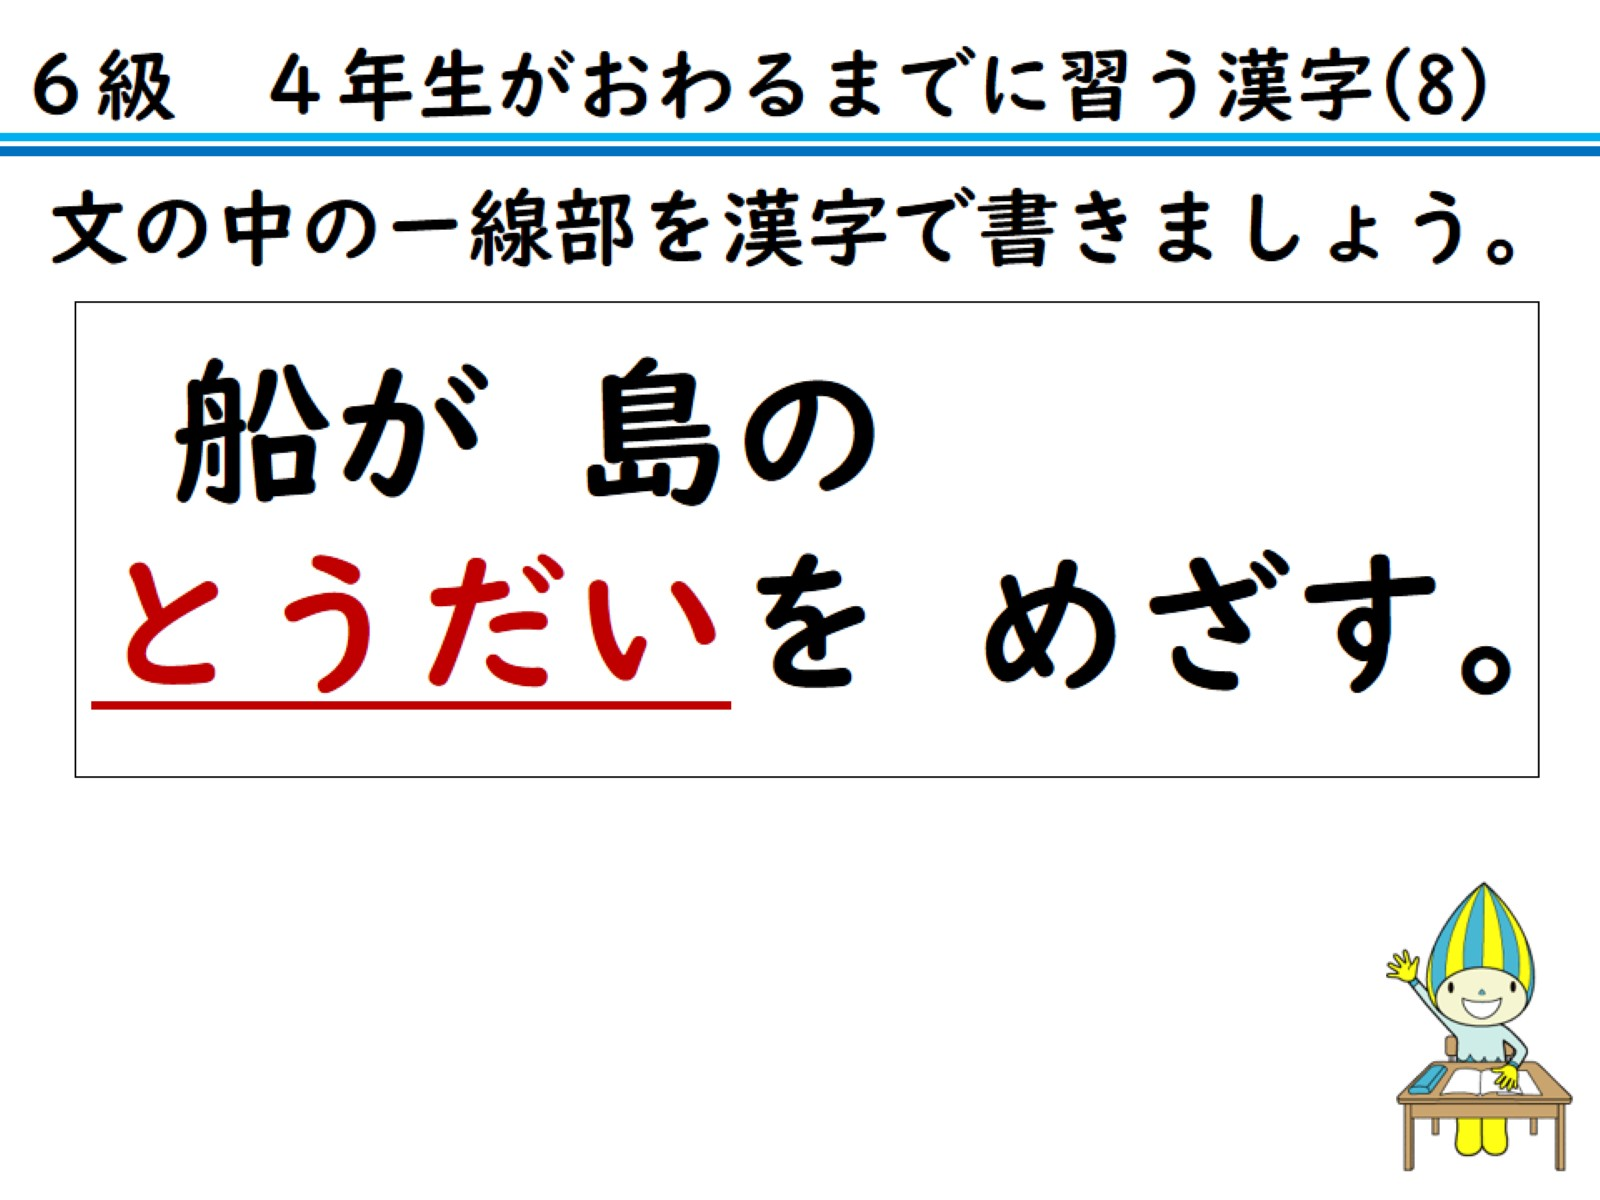 ６級　４年生がおわるまでに習う漢字(8)
文の中の―線部を漢字で書きましょう。
船が 島の
とうだいを めざす。